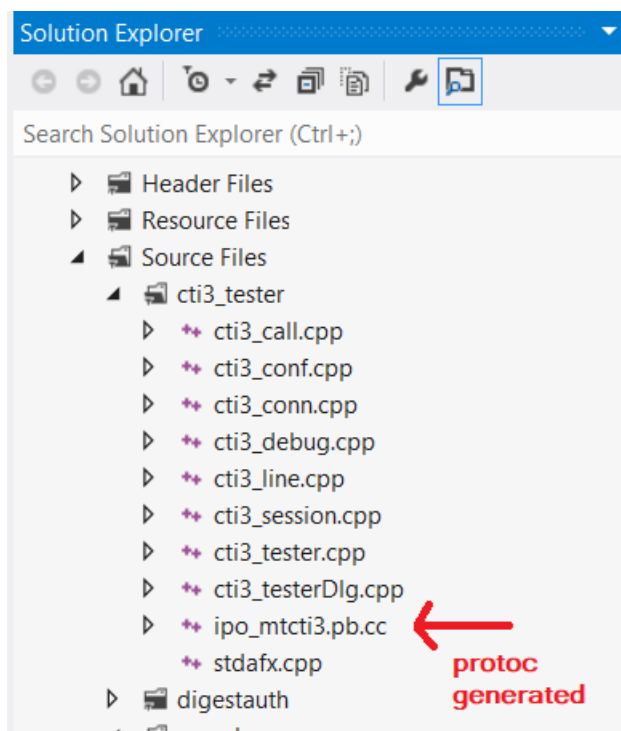 Solution Explorer
Search Solution Explorer (Ctrl+;)
Header Files
Resource Files
Source Files
cti3_tester
cti3_call.cpp
cti3_conf.cpp
cti3_conn.cpp
cti3_debug.cpp
cti3_line.cpp
cti3_session.cpp
cti3_tester.cpp
cti3_testerDlg.cpp
ipo_mtcti3.pb.cc
stdafx.cpp
protoc
generated
digestauth